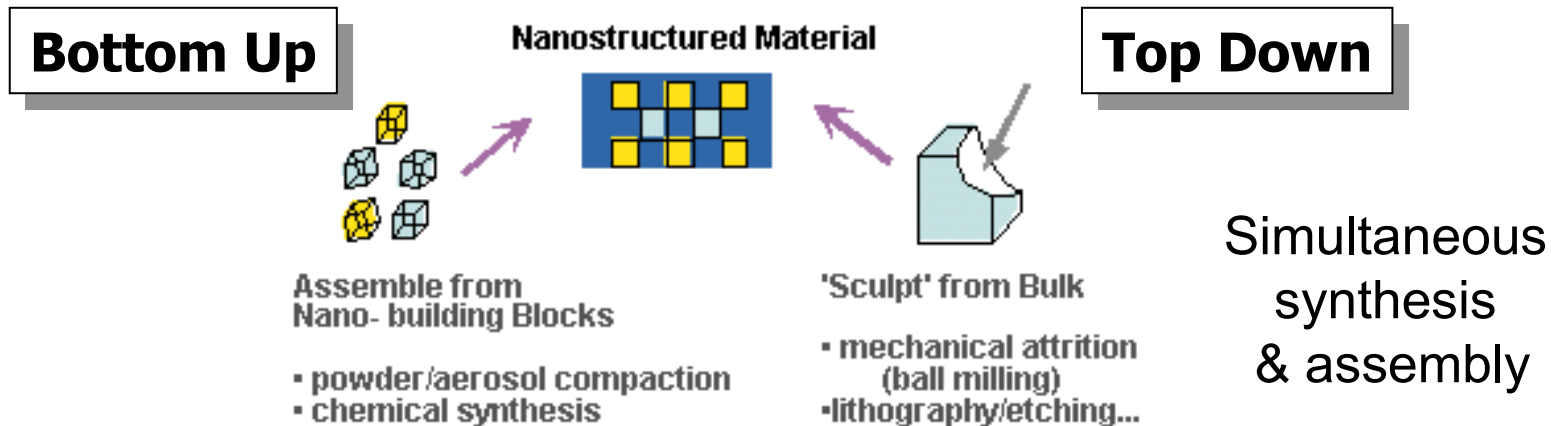 Bottom Up
Nanostructured Material
Top Down
Assemble from
Nano- building Blocks
▪ powder/aerosol compaction
▪ chemical synthesis
'Sculpt' from Bulk
▪ mechanical attrition
(ball milling)
▪lithography/etching...
Simultaneous
synthesis
& assembly